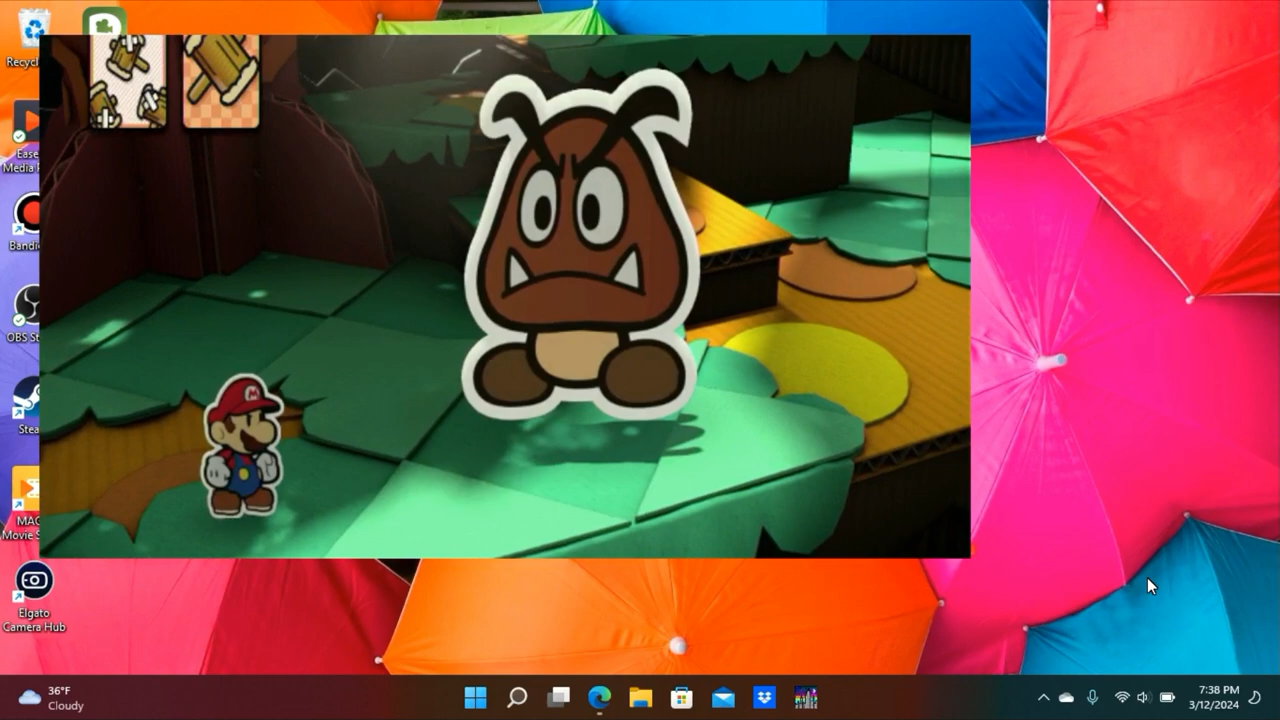 Recycl
Ease
Media P
Bandic
OBS St
Stea
MAG
Movie S
Elgato
Camera Hub
M
36°F
Cloudy
7:38 PM
3/12/2024